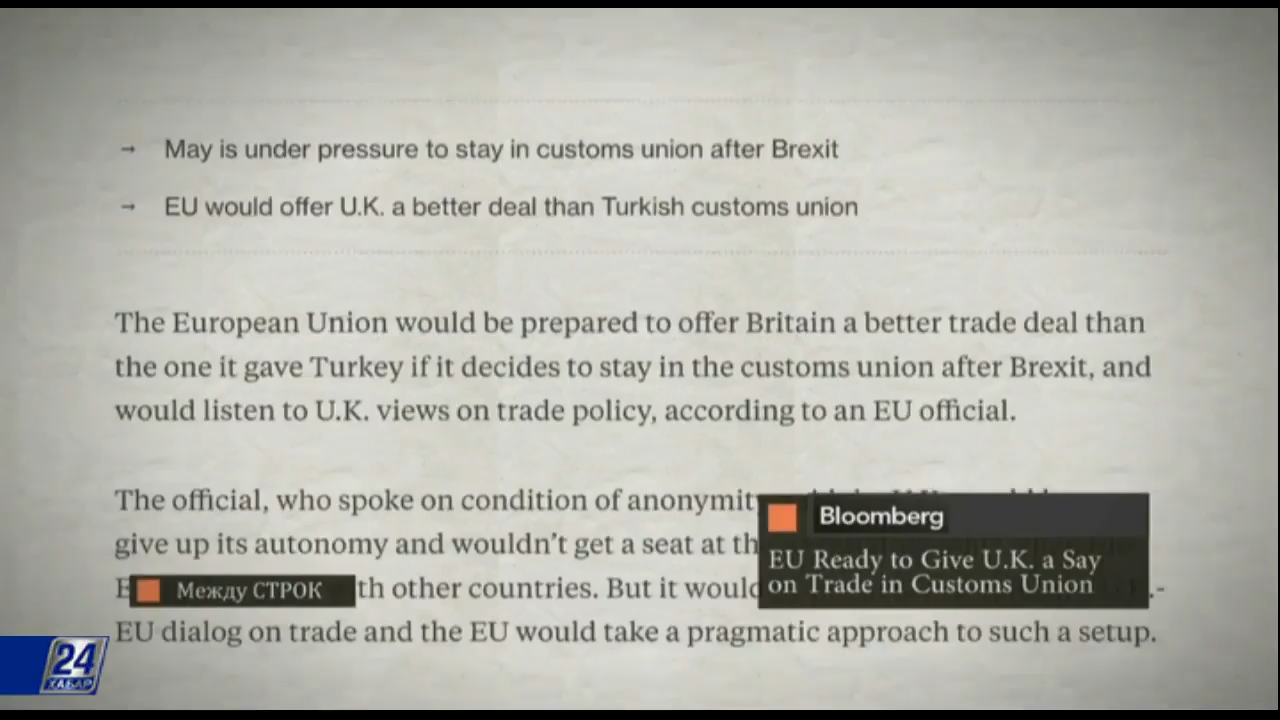 → May is under pressure to stay in customs union after Brexit
→ EU would offer U.K. a better deal than Turkish customs union
The European Union would be prepared to offer Britain a better trade deal than
the one it gave Turkey if it decides to stay in the customs union after Brexit, and
would listen to U.K. views on trade policy, according to an EU official.
The official, who spoke on condition of anonymity
give up its autonomy and wouldn't get a seat at
other countries. But it would
EU dialog on trade and the EU would take a pragmatic approach to such a setup.
Bloomberg
EU Ready to Give U.K. a Say
on Trade in Customs Union
Между СТРОК
24
ХАБАР